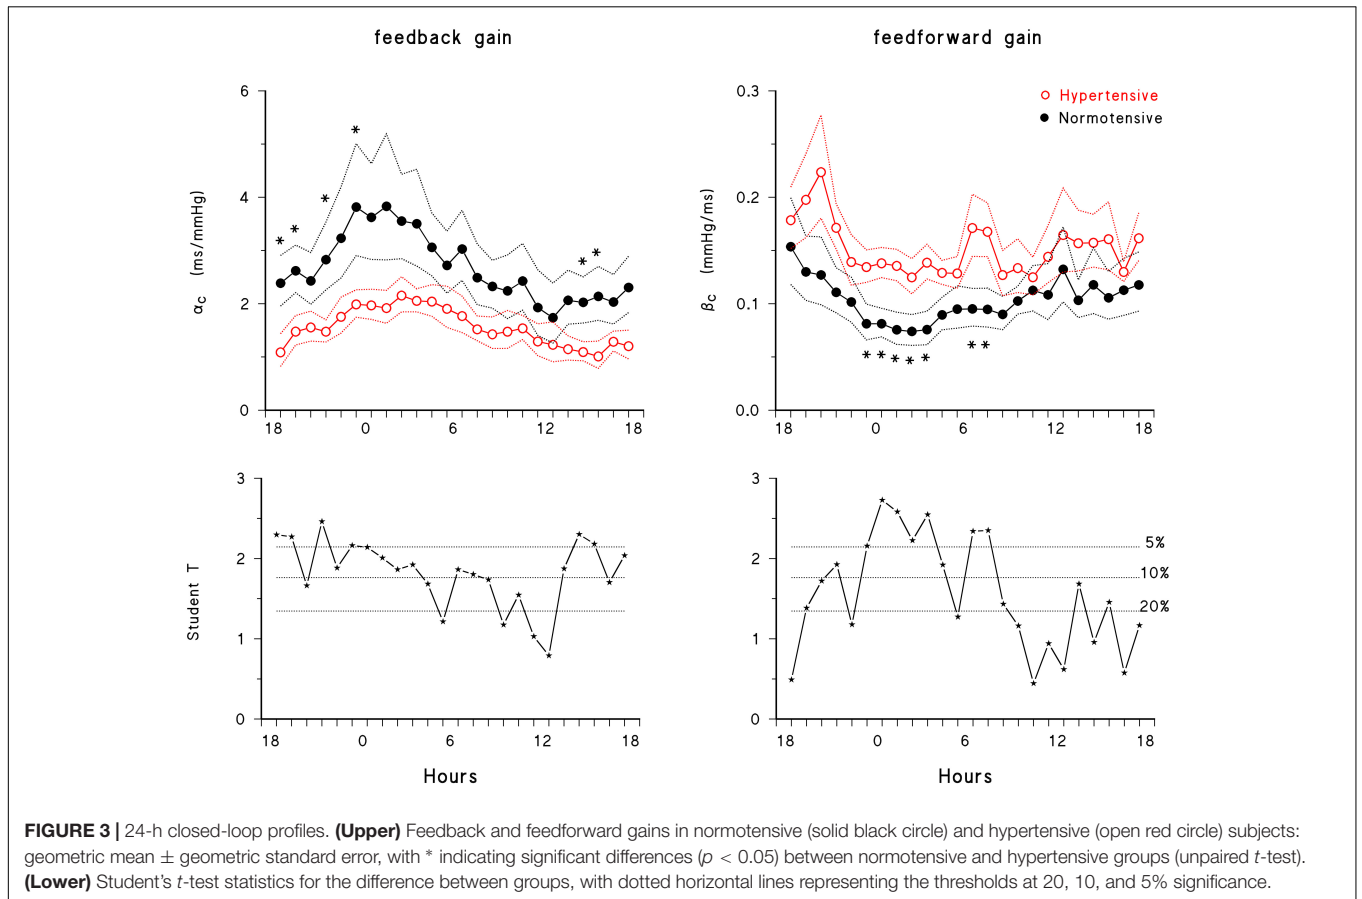 feedback gain
feedforward gain
6
4
2
0
αc (ms/mmHg)
18 0 6 12 18
0.3
0.2
0.1
0.0
βc (mmHg/ms)
18 0 6 12 18
Hypertensive
Normotensive
* * * * * *
* * * * * * *
3
2
1
0
Student T
18 0 6 12 18
Hours
3
2
1
0
5%
10%
20%
18 0 6 12 18
Hours
FIGURE 3 | 24-h closed-loop profiles. (Upper) Feedback and feedforward gains in normotensive (solid black circle) and hypertensive (open red circle) subjects:
geometric mean ± geometric standard error, with * indicating significant differences (p < 0.05) between normotensive and hypertensive groups (unpaired t-test).
(Lower) Student's t-test statistics for the difference between groups, with dotted horizontal lines representing the thresholds at 20, 10, and 5% significance.